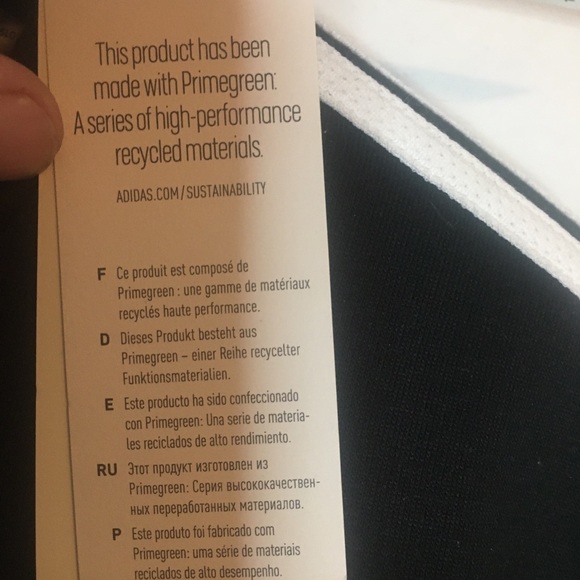 This product has been
made with Primegreen:
A series of high-performance
recycled materials.
ADIDAS.COM/SUSTAINABILITY
F Ce produit est composé de
Primegreen : une gamme de matériaux
recyclés haute performance.
D Dieses Produkt besteht aus
Primegreen – einer Reihe recycelter
Funktionsmaterialien.
E Este producto ha sido confeccionado
con Primegreen: Una serie de materia-
les reciclados de alto rendimiento.
RU Этот продукт изготовлен из
Primegreen: Серия высококачествен-
ных переработанных материалов.
P Este produto foi fabricado com
Primegreen: uma série de materiais
reciclados de alto desempenho.